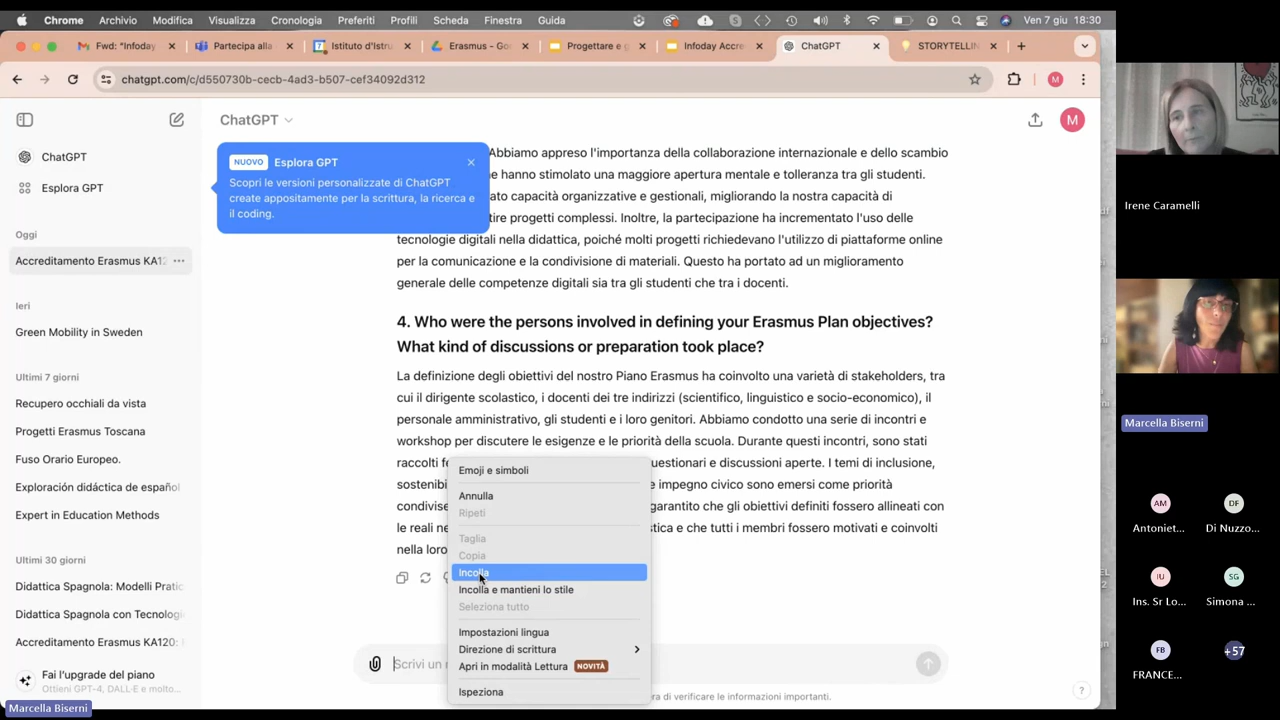 Chrome Archivio Modifica Visualizza Cronologia Preferiti Profili Scheda Finestra Guida Ven 7 giu 18:30
Fwd: "Infoday Partecipa alla Istituto d'Istru Erasmus - Go Progettare e g Infoday Accre ChatGPT STORYTELLIN
chatgpt.com/c/d550730b-cecb-4ad3-b507-cef34092d312
ChatGPT
M
ChatGPT
Esplora GPT
Oggi
Accreditamento Erasmus KA12
Ieri
Green Mobility in Sweden
Ultimi 7 giorni
Recupero occhiali da vista
Progetti Erasmus Toscana
Fuso Orario Europeo.
Exploración didáctica de español
Expert in Education Methods
Ultimi 30 giorni
Didattica Spagnola: Modelli Pratic
Didattica Spagnola con Tecnologi
Accreditamento Erasmus KA120:
Fai l'upgrade del piano
Ottieni GPT-4, DALL·E e molto...
Marcella Biserni
NUOVO Esplora GPT
Scopri le versioni personalizzate di ChatGPT
create appositamente per la scrittura, la ricerca e
il coding.
Abbiamo appreso l'importanza della collaborazione internazionale e dello scambio
he hanno stimolato una maggiore apertura mentale e tolleranza tra gli studenti.
ato capacità organizzative e gestionali, migliorando la nostra capacità di
tire progetti complessi. Inoltre, la partecipazione ha incrementato l'uso delle
tecnologie digitali nella didattica, poiché molti progetti richiedevano l'utilizzo di piattaforme online
per la comunicazione e la condivisione di materiali. Questo ha portato ad un miglioramento
generale delle competenze digitali sia tra gli studenti che tra i docenti.
4. Who were the persons involved in defining your Erasmus Plan objectives?
What kind of discussions or preparation took place?
La definizione degli obiettivi del nostro Piano Erasmus ha coinvolto una varietà di stakeholders, tra
cui il dirigente scolastico, i docenti dei tre indirizzi (scientifico, linguistico e socio-economico), il
personale amministrativo, gli studenti e i loro genitori. Abbiamo condotto una serie di incontri e
workshop per discutere le esigenze e le priorità della scuola. Durante questi incontri, sono stati
raccolti fe uestionari e discussioni aperte. I temi di inclusione,
sostenibi e impegno civico sono emersi come priorità
condivise garantito che gli obiettivi definiti fossero allineati con
le reali ne stica e che tutti i membri fossero motivati e coinvolti
nella loro
Emoji e simboli
Annulla
Ripeti
Taglia
Copia
Incolla
Incolla e mantieni lo stile
Seleziona tutto
Impostazioni lingua
Direzione di scrittura
Apri in modalità Lettura NOVITÀ
Ispeziona
Scrivi un
ra di verificare le informazioni importanti.
?
Irene Caramelli
Marcella Biserni
AM DF
Antoniet... Di Nuzzo...
IU SG
Ins. Sr Lo... Simona ...
FB +57
FRANCE...